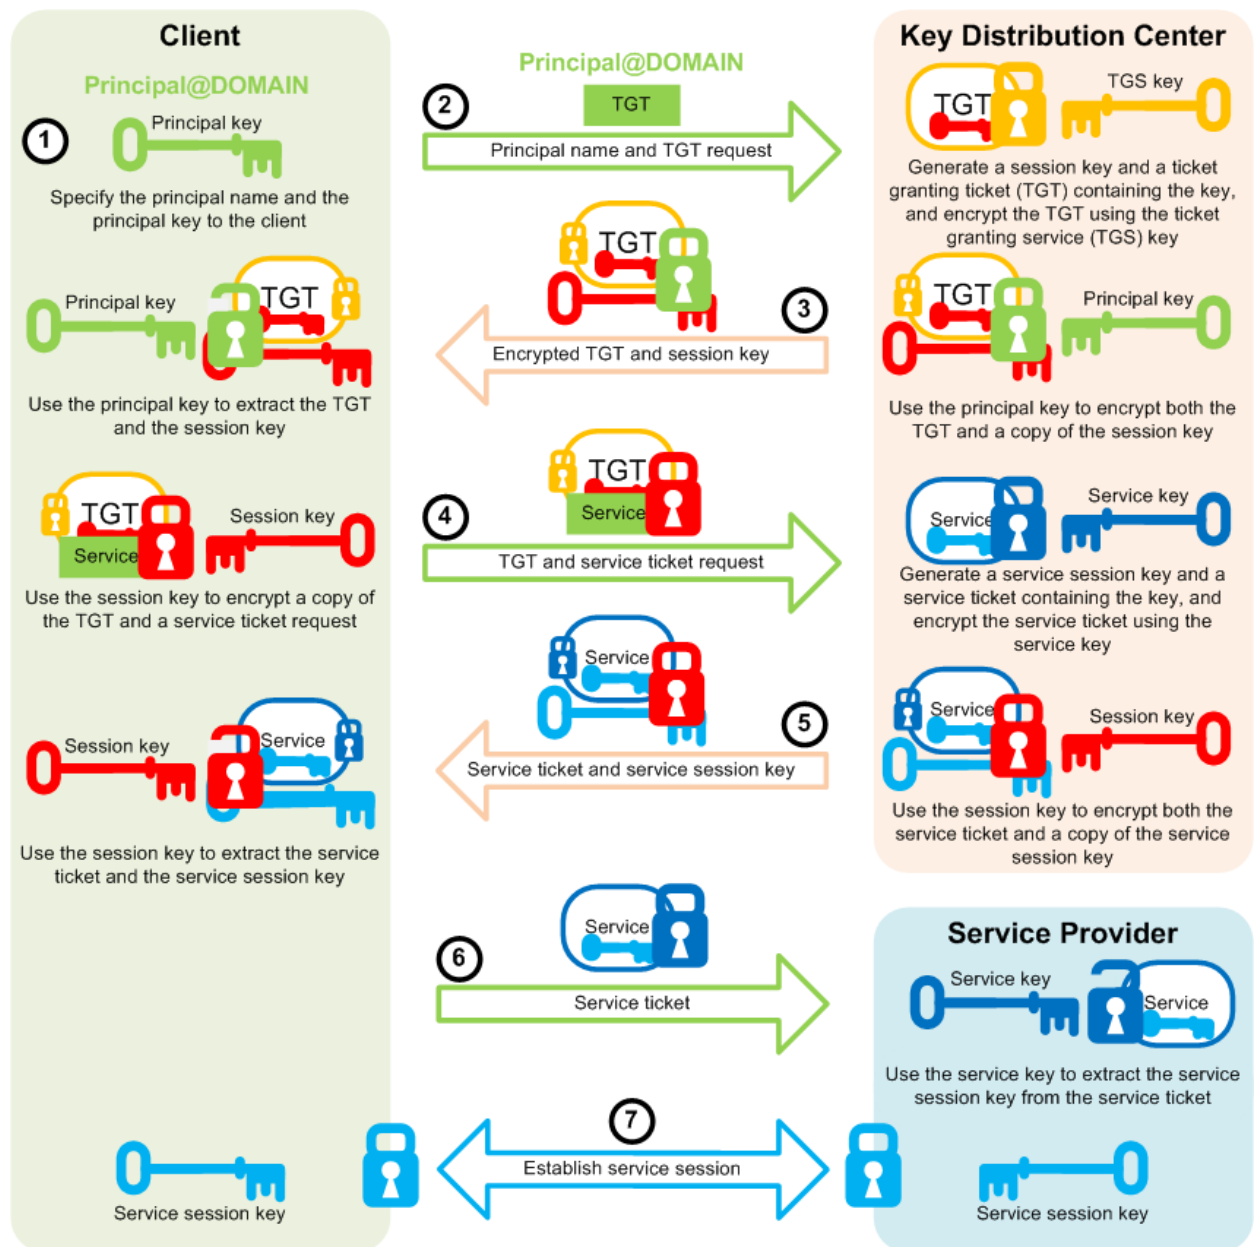 Client
Principal@DOMAIN
1
Principal key
Specify the principal name and the
principal key to the client
Principal key
TGT
Use the principal key to extract the TGT
and the session key
TGT
Service
Session key
Use the session key to encrypt a copy of
the TGT and a service ticket request
Session key
Service
Use the session key to extract the service
ticket and the service session key
Service session key
Principal@DOMAIN
2
TGT
Principal name and TGT request
TGT
3
Encrypted TGT and session key
TGT
4
Service
TGT and service ticket request
Service
5
Service ticket and service session key
Service
6
Service ticket
7
Establish service session
Key Distribution Center
TGT
TGS key
Generate a session key and a ticket
granting ticket (TGT) containing the key,
and encrypt the TGT using the ticket
granting service (TGS) key
TGT
Principal key
Use the principal key to encrypt both the
TGT and a copy of the session key
Service key
Service
Generate a service session key and a
service ticket containing the key, and
encrypt the service ticket using the
service key
Service
Session key
Use the session key to encrypt both the
service ticket and a copy of the service
session key
Service Provider
Service key
Service
Use the service key to extract the service
session key from the service ticket
Service session key